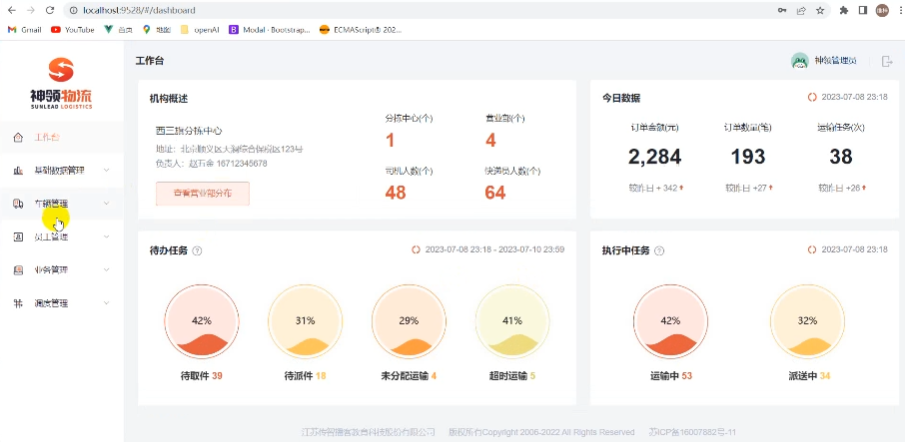 localhost:9528/#/dashboard
Gmail YouTube 首页 地图 openAI Modal · Bootstrap... ECMAScript® 202...
神领物流
SUNLEAD LOGISTICS
工作台
基础数据管理
车辆管理
员工管理
业务管理
调度管理
工作台
神领管理员
机构概述
西三旗分拣中心
地址：北京顺义区天澜综合保税区123号
负责人：赵五金 16712345678
查看营业部分布
分拣中心(个)
1
营业部(个)
4
司机人数(个)
48
快递员人数(个)
64
今日数据
2023-07-08 23:18
订单金额(元)
2,284
较昨日 + 342
订单数量(笔)
193
较昨日 +27
运输任务(次)
38
较昨日 +26
待办任务 ?
2023-07-08 23:18 - 2023-07-10 23:59
42% 31% 29% 41%
待取件 39 待派件 18 未分配运输 4 超时运输 5
执行中任务 ?
2023-07-08 23:18
42% 32%
运输中 53 派送中 34
江苏传智播客教育科技股份有限公司 版权所有Copyright 2006-2022 All Rights Reserved 苏ICP备16007882号-11